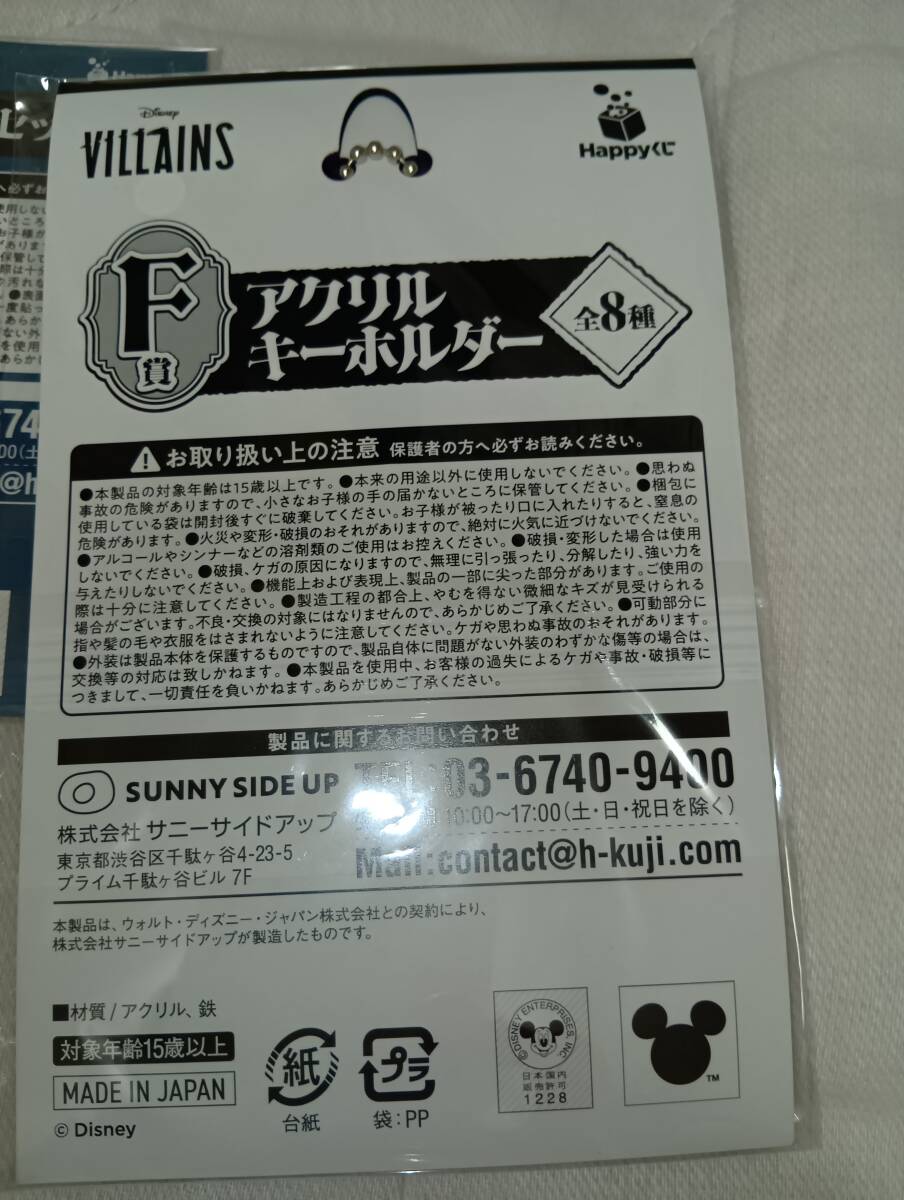 Disney
VILLAINS
Happyくじ
F賞
アクリル
キーホルダー
全8種
お取り扱い上の注意 保護者の方へ必ずお読みください。
●本製品の対象年齢は15歳以上です。●本来の用途以外に使用しないでください。●思わぬ
事故の危険がありますので、小さなお子様の手の届かないところに保管してください。●梱包に
使用している袋は開封後すぐに破棄してください。お子様が被ったり口に入れたりすると、窒息の
危険があります。●火災や変形・破損のおそれがありますので、絶対に火気に近づけないでください。
●アルコールやシンナーなどの溶剤類のご使用はお控えください。●破損・変形した場合は使用
しないでください。●破損、ケガの原因になりますので、無理に引っ張ったり、分解したり、強い力を
与えたりしないでください。●機能上および表現上、製品の一部に尖った部分があります。ご使用の
際は十分に注意してください。●製造工程の都合上、やむを得ない微細なキズが見受けられる
場合がございます。不良・交換の対象にはなりませんので、あらかじめご了承ください。●可動部分に
指や髪の毛や衣服をはさまれないように注意してください。ケガや思わぬ事故のおそれがあります。
●外装は製品本体を保護するものですので、製品自体に問題がない外装のわずかな傷等の場合は、
交換等の対応は致しかねます。●本製品を使用中、お客様の過失によるケガや事故・破損等に
つきまして、一切責任を負いかねます。あらかじめご了承ください。
製品に関するお問い合わせ
SUNNY SIDE UP
株式会社 サニーサイドアップ
東京都渋谷区千駄ヶ谷4-23-5
プライム千駄ヶ谷ビル 7F
TEL:03-6740-9400
10:00〜17:00(土・日・祝日を除く)
Mail:contact@h-kuji.com
本製品は、ウォルト・ディズニー・ジャパン株式会社との契約により、
株式会社サニーサイドアップが製造したものです。
■材質/アクリル、鉄
対象年齢15歳以上
MADE IN JAPAN
© Disney
紙
台紙
プラ
袋:PP
©DISNEY ENTERPRISES, INC.
日本国内
販売許可
1228
TM